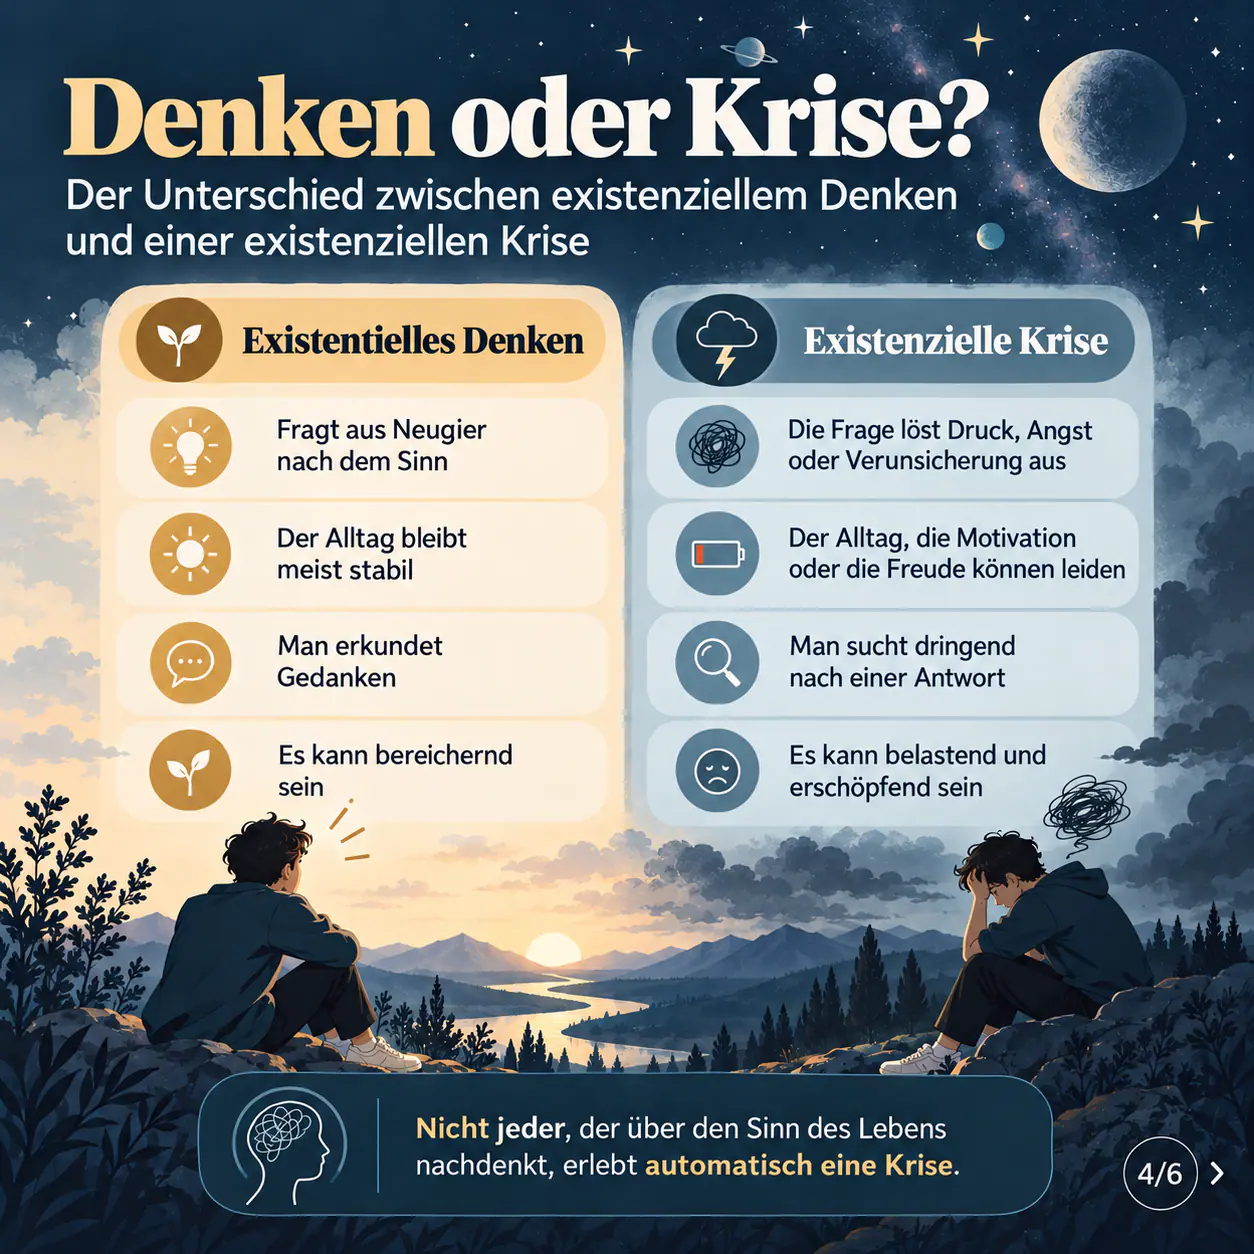 Denken oder Krise?
Der Unterschied zwischen existenziellem Denken
und einer existenziellen Krise
Existentielles Denken
Fragt aus Neugier
nach dem Sinn
Der Alltag bleibt
meist stabil
Man erkundet
Gedanken
Es kann bereichernd
sein
Existenzielle Krise
Die Frage löst Druck, Angst
oder Verunsicherung aus
Der Alltag, die Motivation
oder die Freude können leiden
Man sucht dringend
nach einer Antwort
Es kann belastend und
erschöpfend sein
Nicht jeder, der über den Sinn des Lebens
nachdenkt, erlebt automatisch eine Krise.
4/6